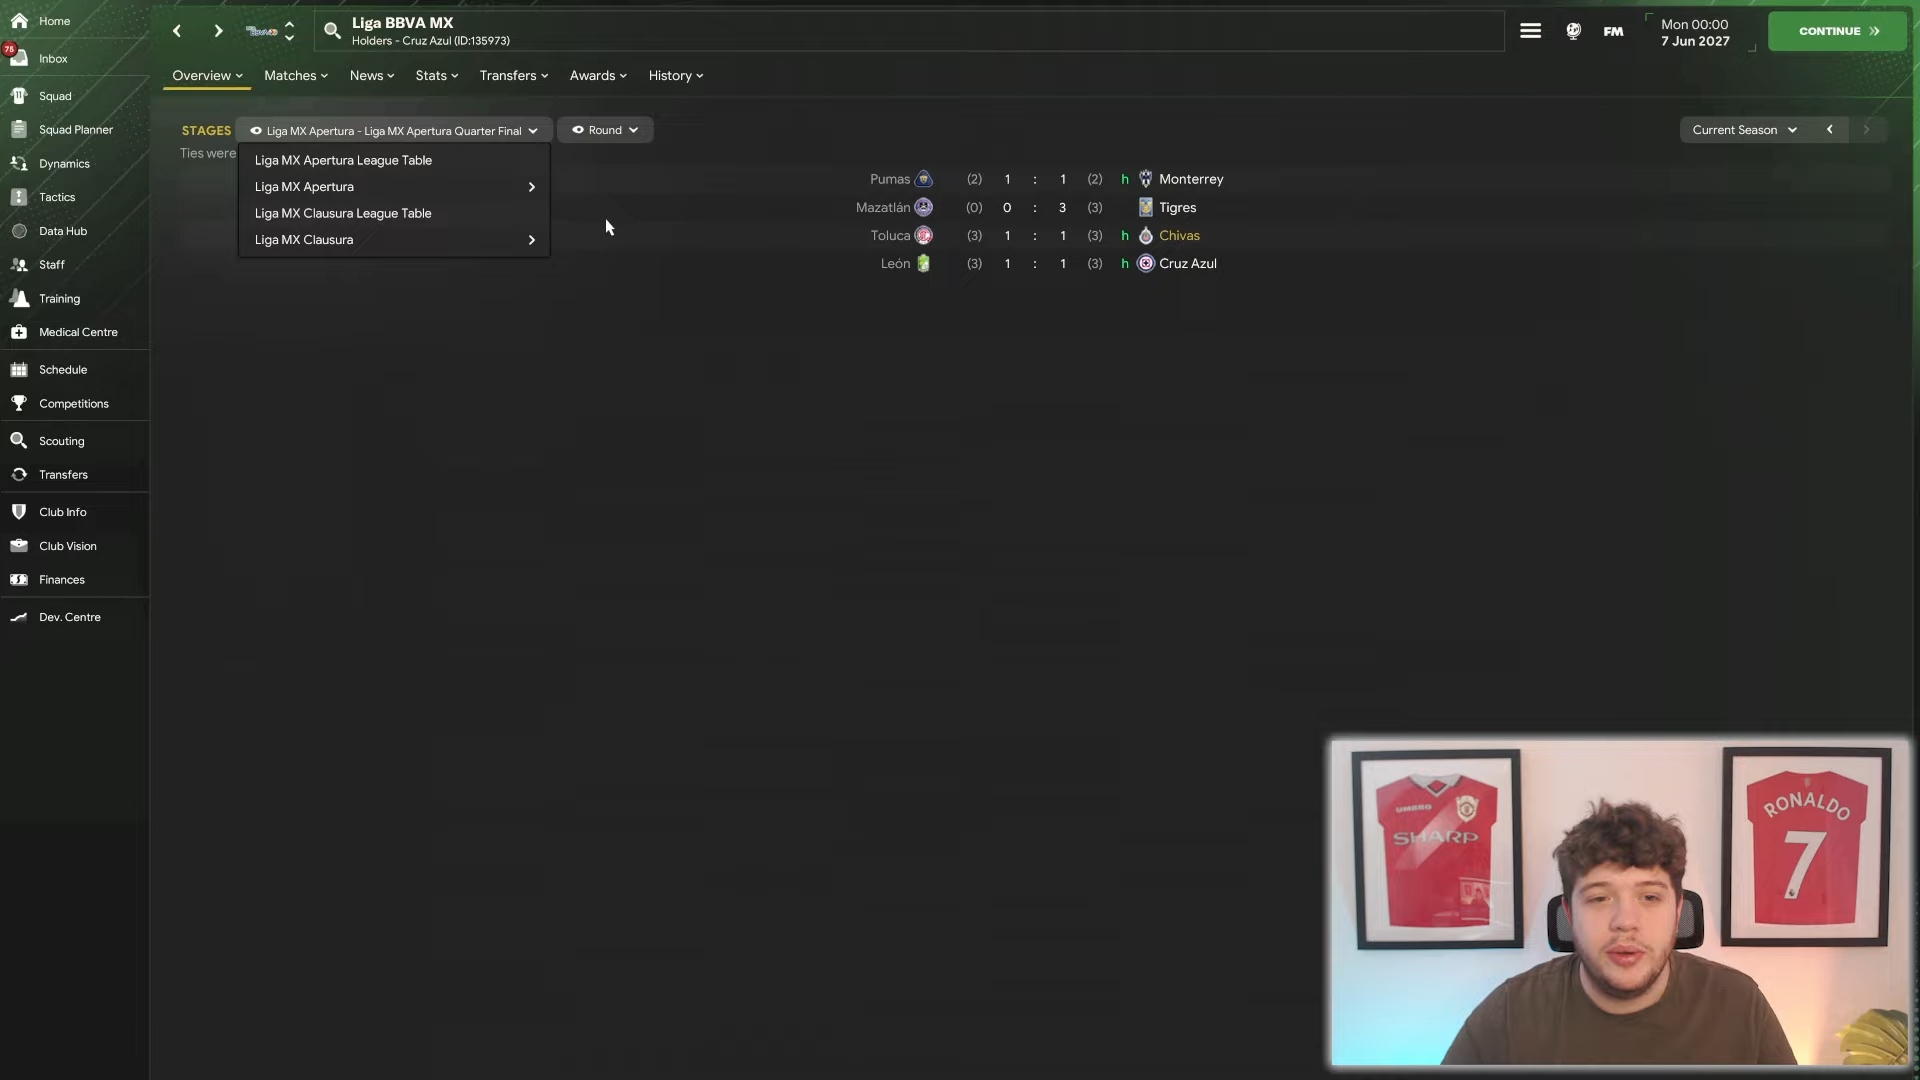 Home
75
Inbox
Squad
Squad Planner
Dynamics
Tactics
Data Hub
Staff
Training
Medical Centre
Schedule
Competitions
Scouting
Transfers
Club Info
Club Vision
Finances
Dev. Centre
Liga BBVA MX
Holders - Cruz Azul (ID:135973)
FM
Mon 00:00
7 Jun 2027
CONTINUE
Overview Matches News Stats Transfers Awards History
STAGES Liga MX Apertura - Liga MX Apertura Quarter Final Round Current Season
Ties were
Liga MX Apertura League Table
Liga MX Apertura
Liga MX Clausura League Table
Liga MX Clausura
Pumas (2) 1 : 1 (2) h Monterrey
Mazatlán (0) 0 : 3 (3) Tigres
Toluca (3) 1 : 1 (3) h Chivas
León (3) 1 : 1 (3) h Cruz Azul
UMBRO
SHARP
RONALDO
7